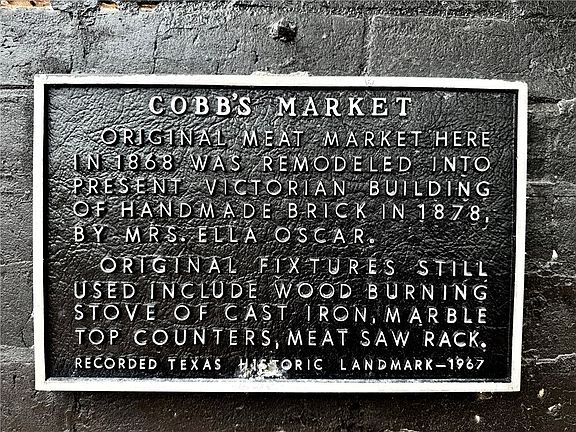 COBB'S MARKET
ORIGINAL MEAT MARKET HERE
IN 1868 WAS REMODELED INTO
PRESENT VICTORIAN BUILDING
OF HANDMADE BRICK IN 1878,
BY MRS. ELLA OSCAR.
ORIGINAL FIXTURES STILL
USED INCLUDE WOOD BURNING
STOVE OF CAST IRON, MARBLE
TOP COUNTERS, MEAT SAW RACK.
RECORDED TEXAS HISTORIC LANDMARK—1967